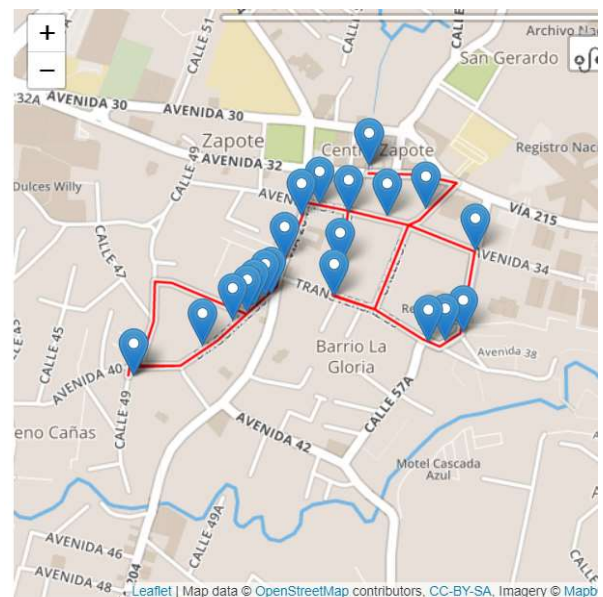 +
−
CALLE 51
Archivo Na
San Gerardo
32A
AVENIDA 30
AVENIDA 30
CALLE 49
Zapote
AVENIDA 32
Centro Zapote
Registro Nac
Dulces Willy
VÍA 215
CALLE 47
AVENIDA 34
CALLE 45
Barrio La
Gloria
Avenida 38
AVENIDA 40
CALLE 49
CALLE 57A
eno Cañas
AVENIDA 42
Motel Cascada
Azul
CALLE 49A
AVENIDA 46
AVENIDA 48
204
Leaflet | Map data © OpenStreetMap contributors, CC-BY-SA, Imagery © Mapb